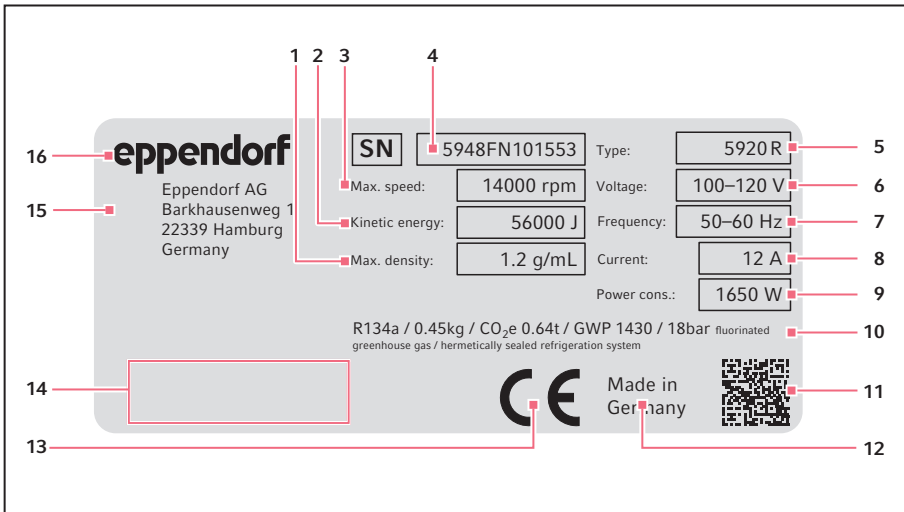 1 2 3 4
16 eppendorf SN 5948FN101553 Type: 5920 R 5
Eppendorf AG Max. speed: 14000 rpm Voltage: 100–120 V 6
15 Barkhausenweg 1 Kinetic energy: 56000 J Frequency: 50–60 Hz 7
22339 Hamburg
Germany Max. density: 1.2 g/mL Current: 12 A 8
Power cons.: 1650 W 9
R134a / 0.45kg / CO₂e 0.64t / GWP 1430 / 18bar fluorinated 10
greenhouse gas / hermetically sealed refrigeration system
14 Made in 11
Germany
13 CE 12